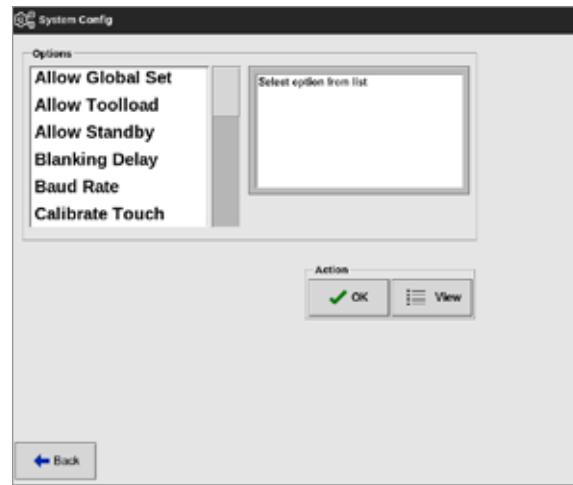 System Config
Options
Allow Global Set
Allow Toolload
Allow Standby
Blanking Delay
Baud Rate
Calibrate Touch
Select option from list
Action
OK
View
Back